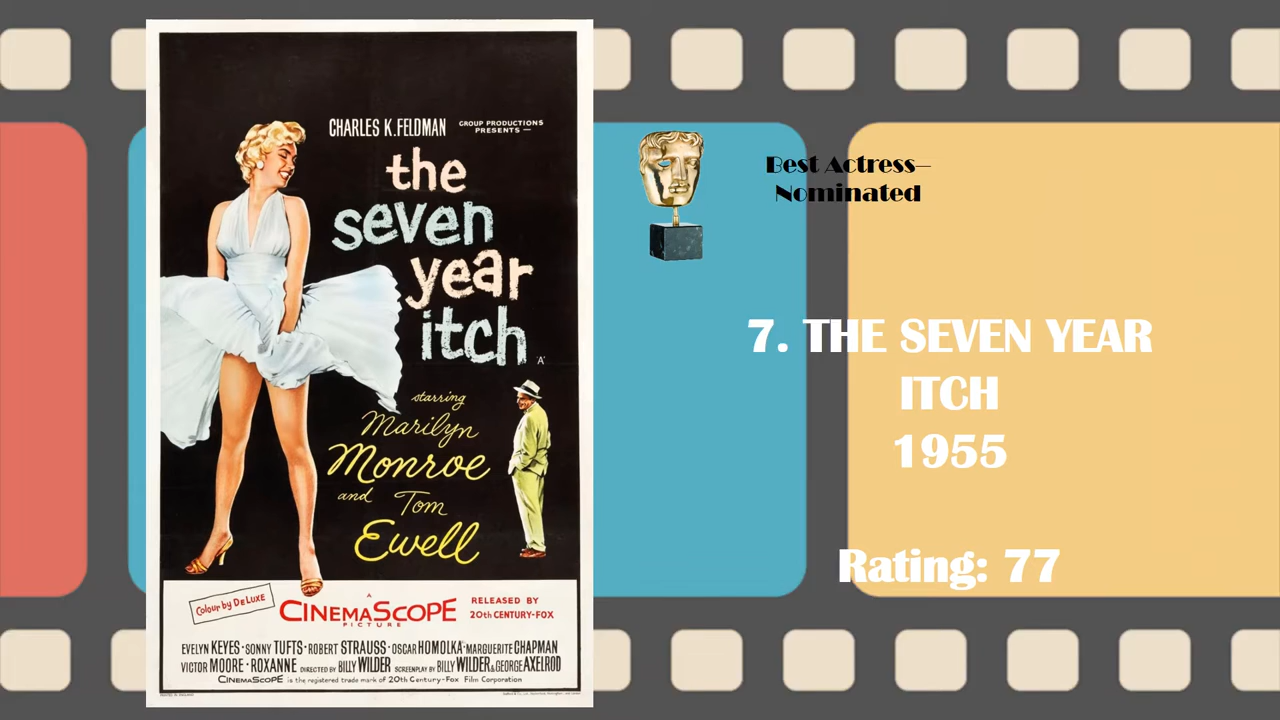 CHARLES K. FELDMAN GROUP PRODUCTIONS
PRESENTS—
the
seven
year
itch
'A'
starring
Marilyn
Monroe
and Tom
Ewell
Colour by DE LUXE
A
CINEMASCOPE
PICTURE
RELEASED BY
20th CENTURY-FOX
EVELYN KEYES · SONNY TUFTS · ROBERT STRAUSS · OSCAR HOMOLKA · MARGUERITE CHAPMAN
VICTOR MOORE · ROXANNE DIRECTED BY BILLY WILDER SCREENPLAY BY BILLY WILDER & GEORGE AXELROD
CINEMASCOPE is the registered trade mark of 20th Century-Fox Film Corporation
Best Actress—
Nominated
7. THE SEVEN YEAR
ITCH
1955
Rating: 77